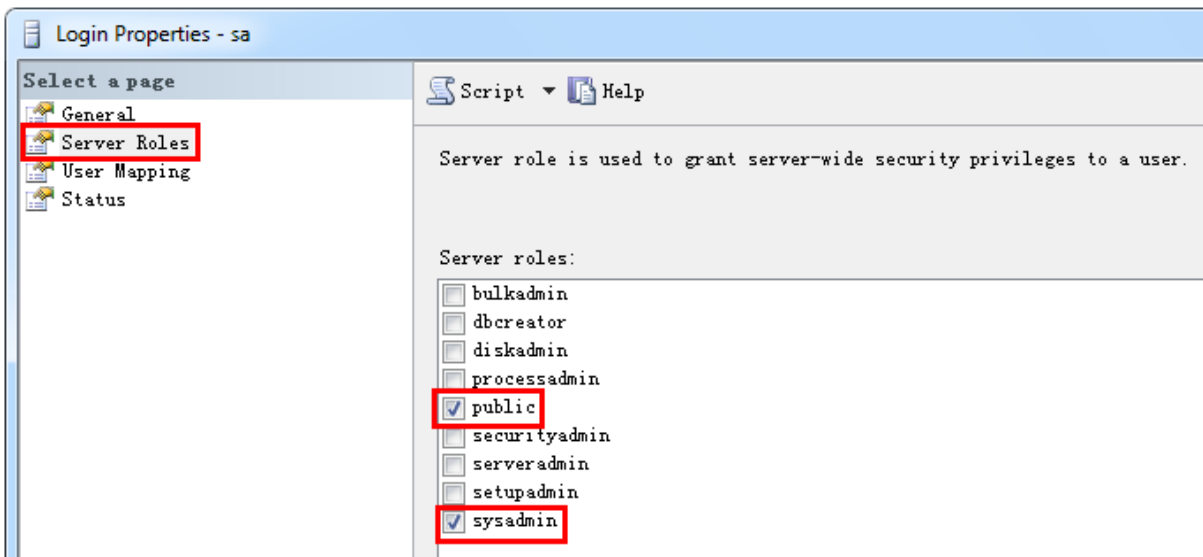 Login Properties - sa
Select a page
General
Server Roles
User Mapping
Status
Script Help
Server role is used to grant server-wide security privileges to a user.
Server roles:
bulkadmin
dbcreator
diskadmin
processadmin
public
securityadmin
serveradmin
setupadmin
sysadmin